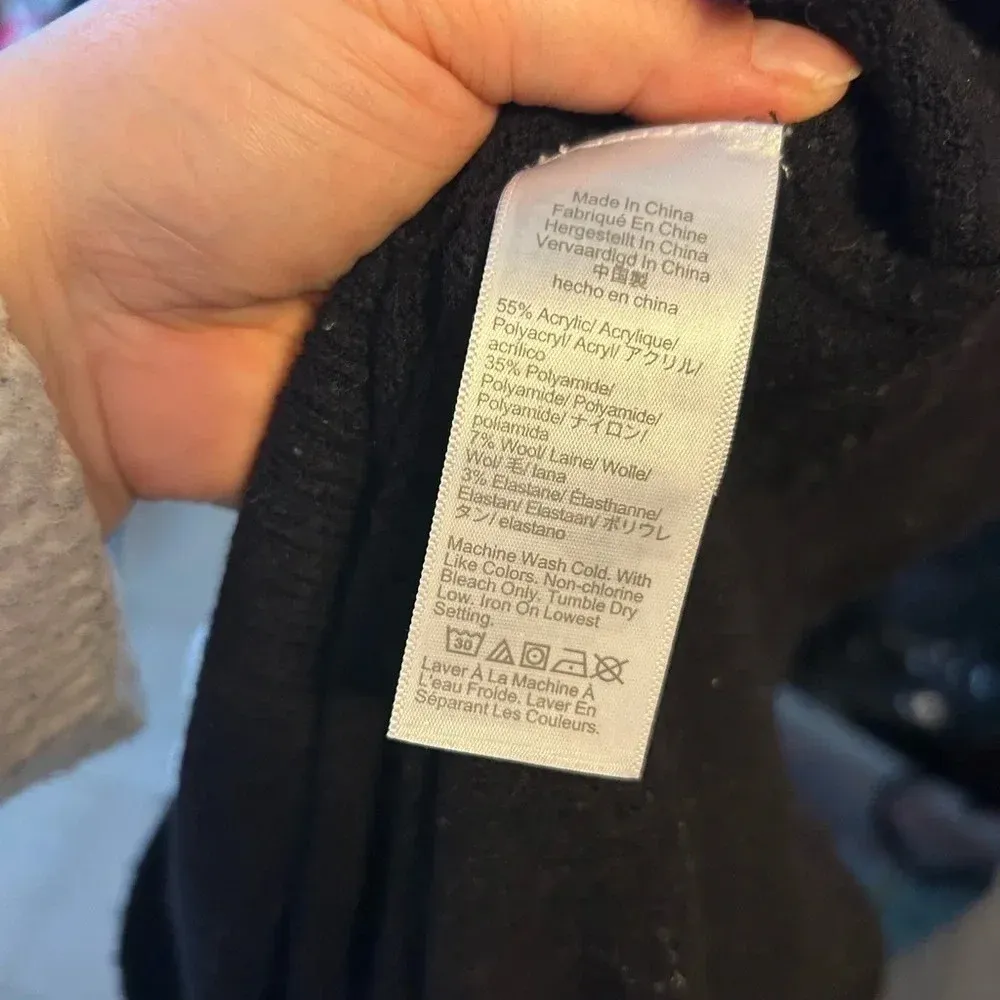 Made In China
Fabriqué En Chine
Hergestellt In China
Vervaardigd In China
中国製
hecho en china
55% Acrylic/ Acrylique/
Polyacryl/ Acryl/ アクリル/
acrílico
35% Polyamide/
Polyamide/ Polyamide/
Polyamide/ ナイロン/
poliamida
7% Wool/ Laine/ Wolle/
Wol/ 毛/ lana
3% Elastane/ Elasthanne/
Elastan/ Elastaan/ ポリウレ
タン/ elastano
Machine Wash Cold. With
Like Colors. Non-chlorine
Bleach Only. Tumble Dry
Low. Iron On Lowest
Setting.
30
Laver À La Machine À
L'eau Froide. Laver En
Séparant Les Couleurs.